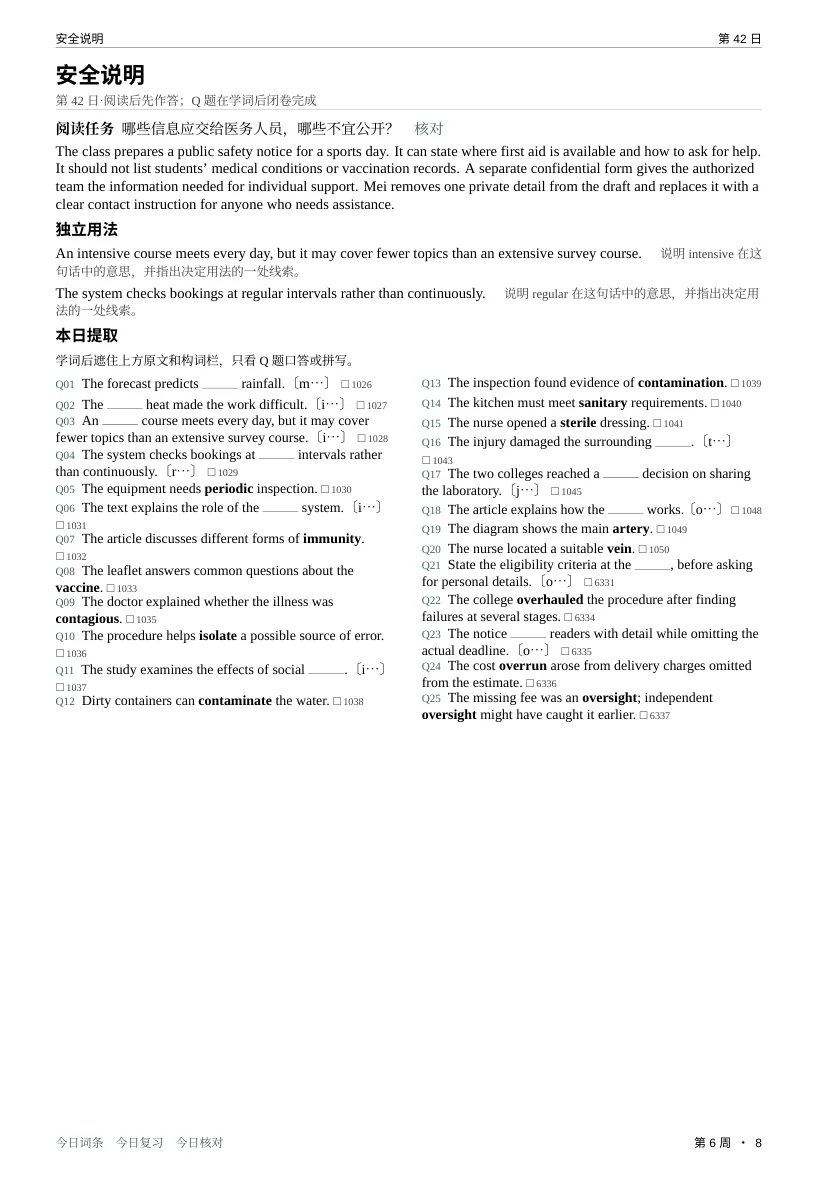 安全说明 第 42 日
安全说明
第 42 日·阅读后先作答；Q 题在学词后闭卷完成
阅读任务 哪些信息应交给医务人员，哪些不宜公开？ 核对
The class prepares a public safety notice for a sports day. It can state where first aid is available and how to ask for help.
It should not list students’ medical conditions or vaccination records. A separate confidential form gives the authorized
team the information needed for individual support. Mei removes one private detail from the draft and replaces it with a
clear contact instruction for anyone who needs assistance.
独立用法
An intensive course meets every day, but it may cover fewer topics than an extensive survey course. 说明 intensive 在这
句话中的意思，并指出决定用法的一处线索。
The system checks bookings at regular intervals rather than continuously. 说明 regular 在这句话中的意思，并指出决定用
法的一处线索。
本日提取
学词后遮住上方原文和构词栏，只看 Q 题口答或拼写。
Q01 The forecast predicts _____ rainfall.〔m···〕 □ 1026
Q02 The _____ heat made the work difficult.〔i···〕 □ 1027
Q03 An _____ course meets every day, but it may cover
fewer topics than an extensive survey course.〔i···〕 □ 1028
Q04 The system checks bookings at _____ intervals rather
than continuously.〔r···〕 □ 1029
Q05 The equipment needs periodic inspection. □ 1030
Q06 The text explains the role of the _____ system.〔i···〕
□ 1031
Q07 The article discusses different forms of immunity.
□ 1032
Q08 The leaflet answers common questions about the
vaccine. □ 1033
Q09 The doctor explained whether the illness was
contagious. □ 1035
Q10 The procedure helps isolate a possible source of error.
□ 1036
Q11 The study examines the effects of social _____.〔i···〕
□ 1037
Q12 Dirty containers can contaminate the water. □ 1038
Q13 The inspection found evidence of contamination. □ 1039
Q14 The kitchen must meet sanitary requirements. □ 1040
Q15 The nurse opened a sterile dressing. □ 1041
Q16 The injury damaged the surrounding _____.〔t···〕
□ 1043
Q17 The two colleges reached a _____ decision on sharing
the laboratory.〔j···〕 □ 1045
Q18 The article explains how the _____ works.〔o···〕 □ 1048
Q19 The diagram shows the main artery. □ 1049
Q20 The nurse located a suitable vein. □ 1050
Q21 State the eligibility criteria at the _____, before asking
for personal details.〔o···〕 □ 6331
Q22 The college overhauled the procedure after finding
failures at several stages. □ 6334
Q23 The notice _____ readers with detail while omitting the
actual deadline.〔o···〕 □ 6335
Q24 The cost overrun arose from delivery charges omitted
from the estimate. □ 6336
Q25 The missing fee was an oversight; independent
oversight might have caught it earlier. □ 6337
今日词条 今日复习 今日核对 第 6 周 · 8